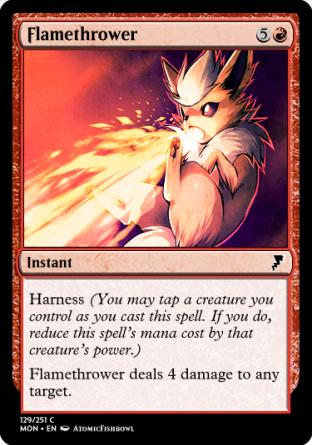 Flamethrower 5
Instant
Harness (You may tap a creature you
control as you cast this spell. If you do,
reduce this spell's mana cost by that
creature's power.)
Flamethrower deals 4 damage to any
target.
129/251 C
MON • EN AtomicFishbowl